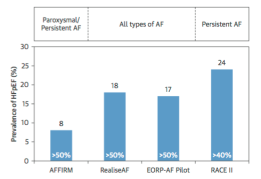 Paroxysmal/
Persistent AF
All types of AF
Persistent AF
Prevalence of HFpEF (%)
30
25
20
15
10
5
0
8
18
17
24
>50%
>50%
>50%
>40%
AFFIRM
RealiseAF
EORP-AF Pilot
RACE II